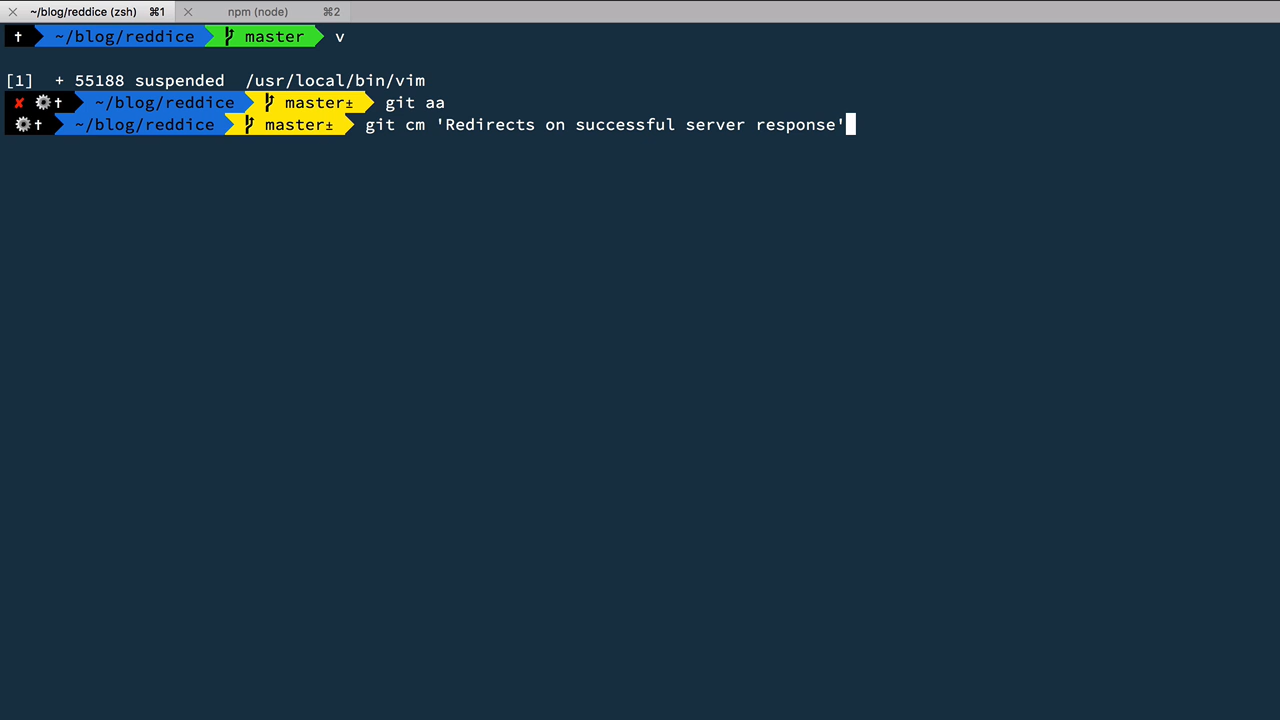 ~/blog/reddice (zsh) ⌘1 npm (node) ⌘2
~/blog/reddice master v
[1] + 55188 suspended /usr/local/bin/vim
✘ ⚙✝ ~/blog/reddice master± git aa
⚙✝ ~/blog/reddice master± git cm 'Redirects on successful server response'